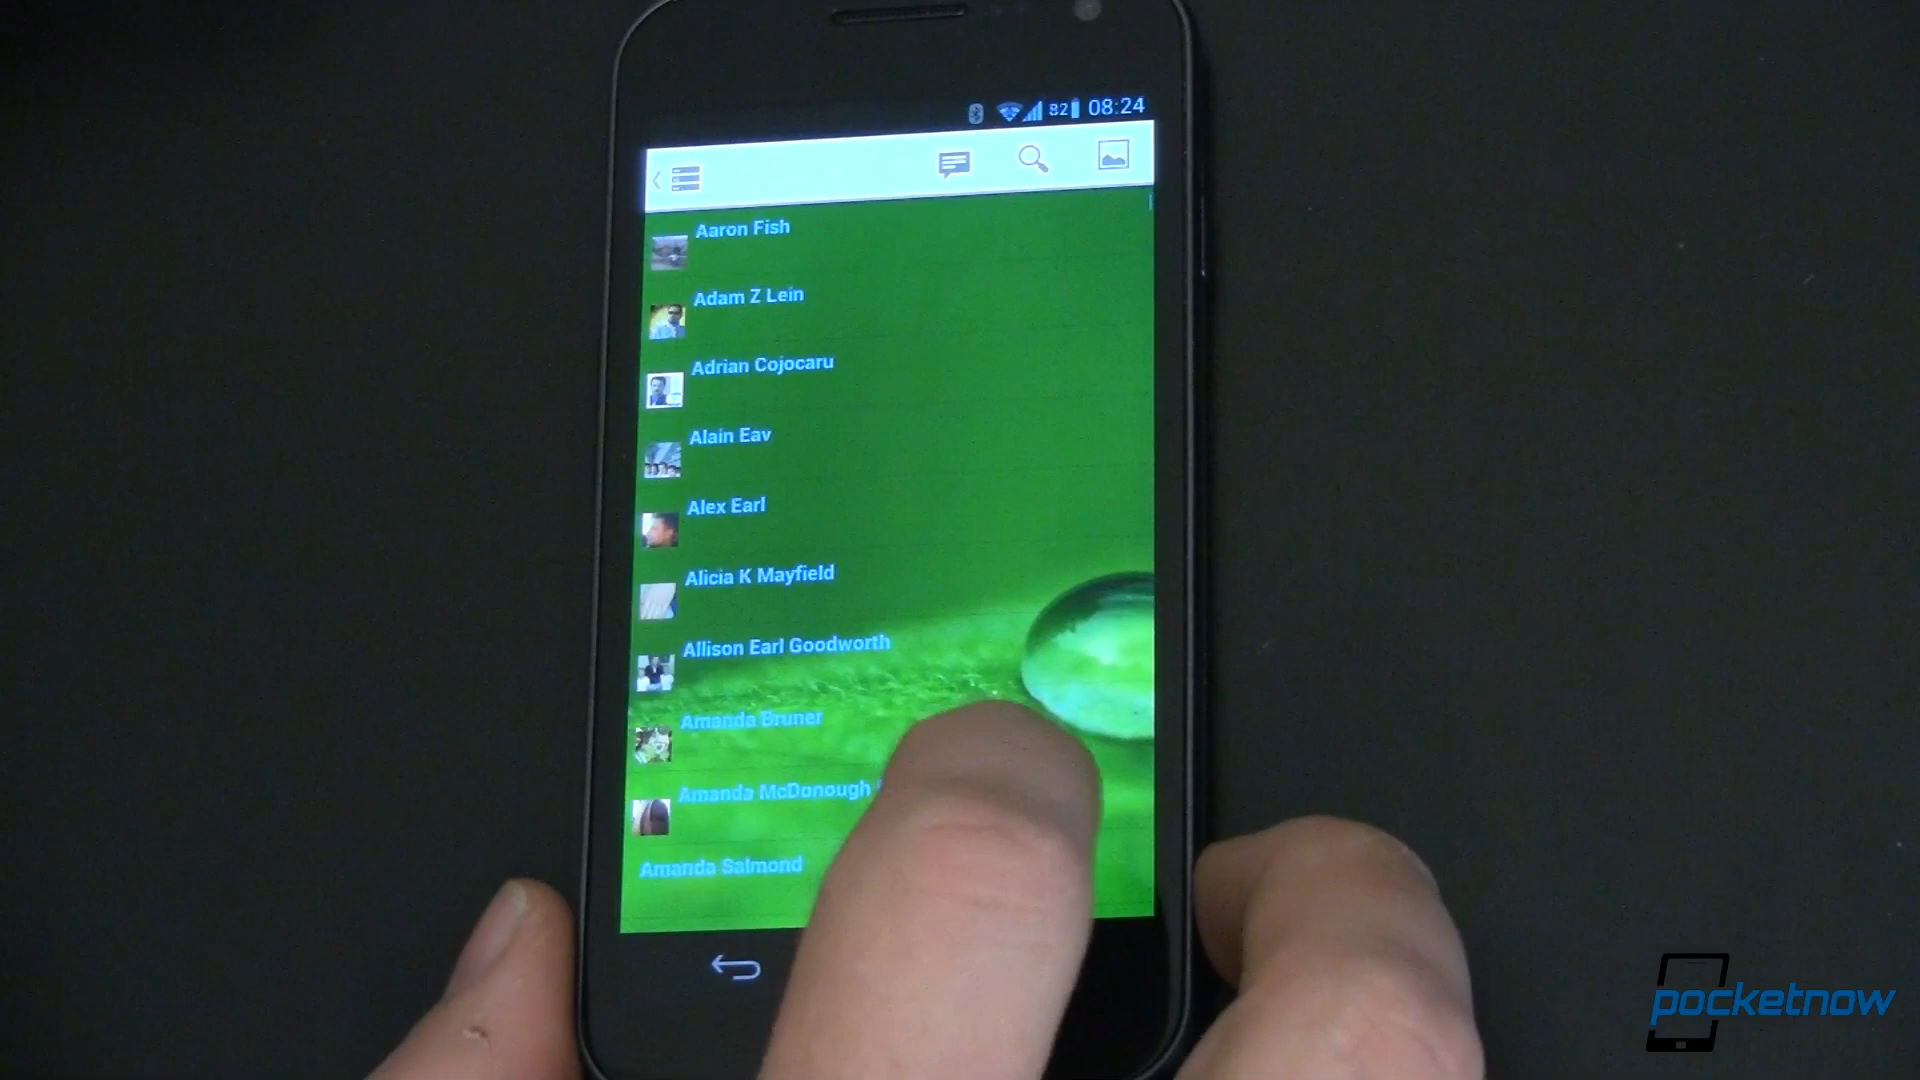 82 08:24
Aaron Fish
Adam Z Lein
Adrian Cojocaru
Alain Eav
Alex Earl
Alicia K Mayfield
Allison Earl Goodworth
Amanda Bruner
Amanda McDonough
Amanda Salmond
pocketnow